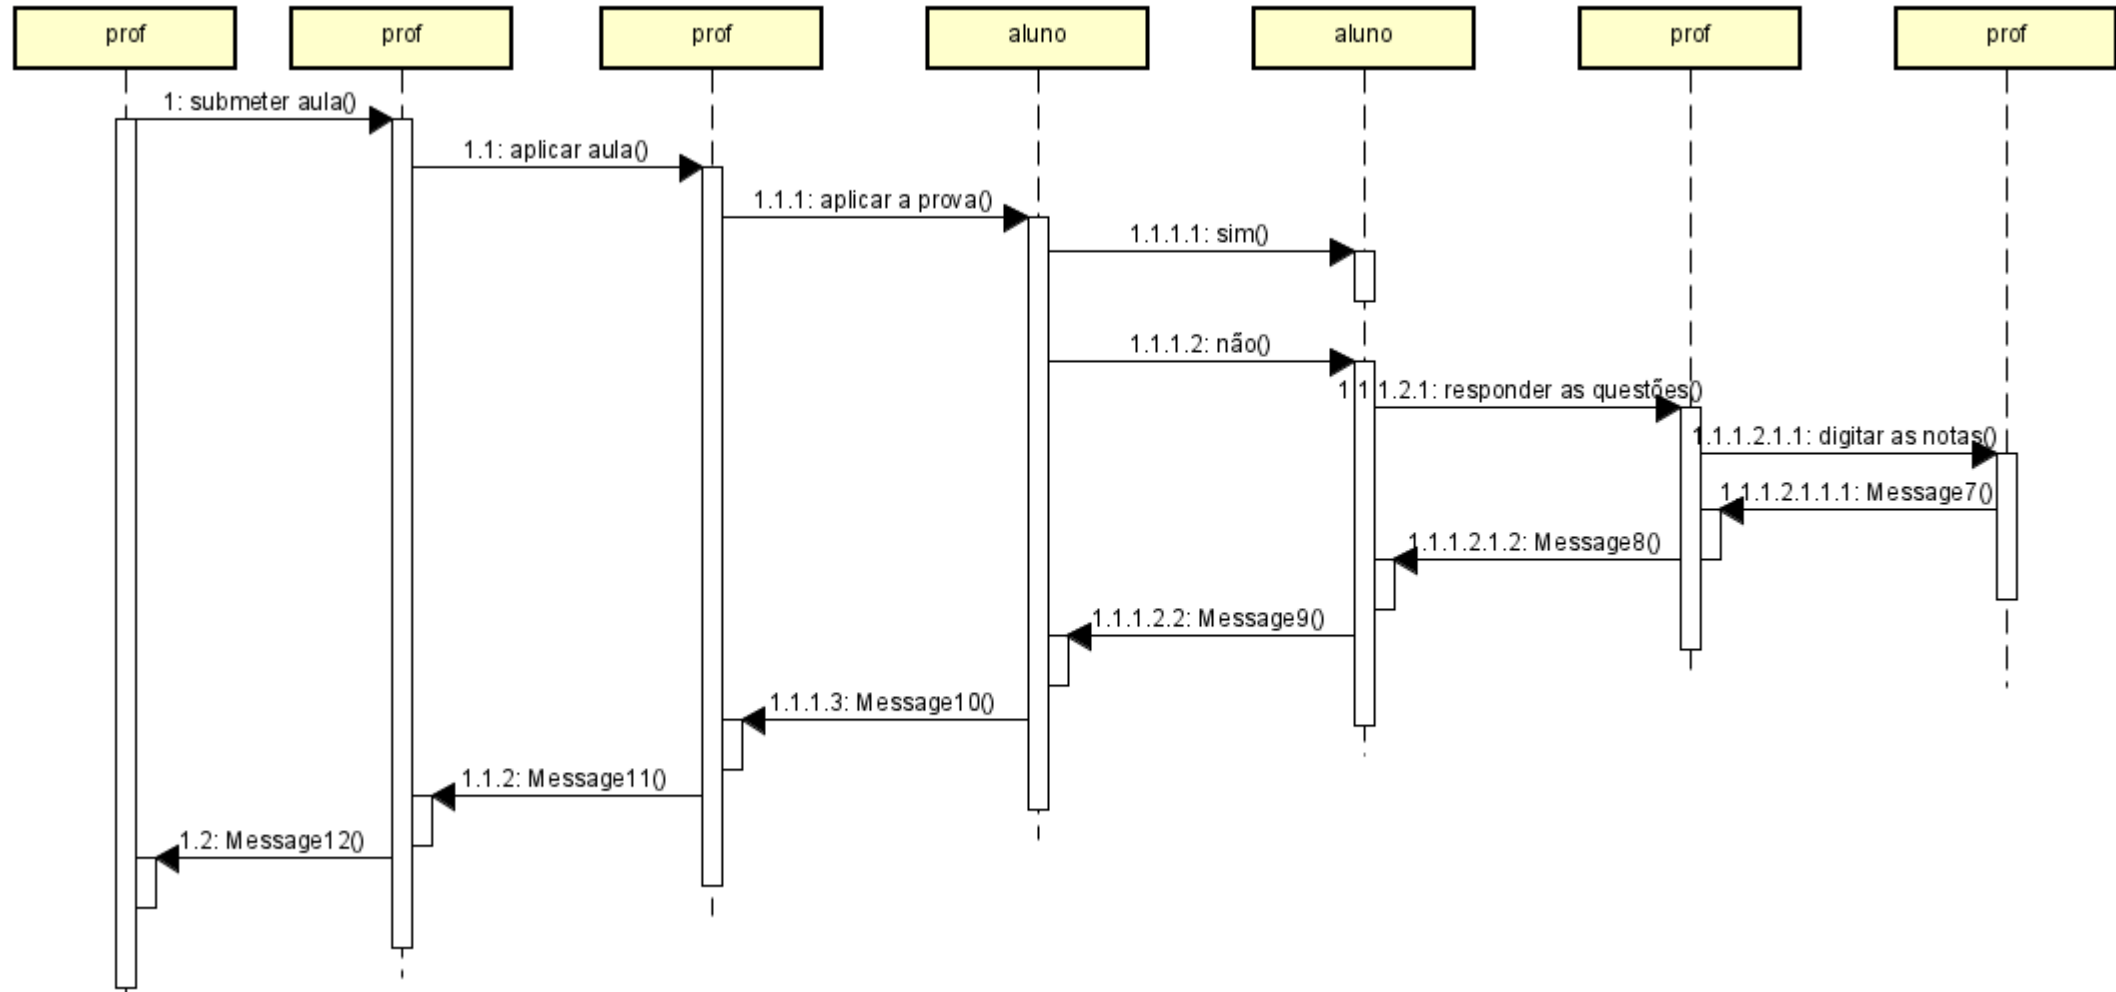 prof prof prof aluno aluno prof prof
1: submeter aula()
1.1: aplicar aula()
1.1.1: aplicar a prova()
1.1.1.1: sim()
1.1.1.2: não()
1.1.1.2.1: responder as questões()
1.1.1.2.1.1: digitar as notas()
1.1.1.2.1.1.1: Message7()
1.1.1.2.1.2: Message8()
1.1.1.2.2: Message9()
1.1.1.3: Message10()
1.1.2: Message11()
1.2: Message12()